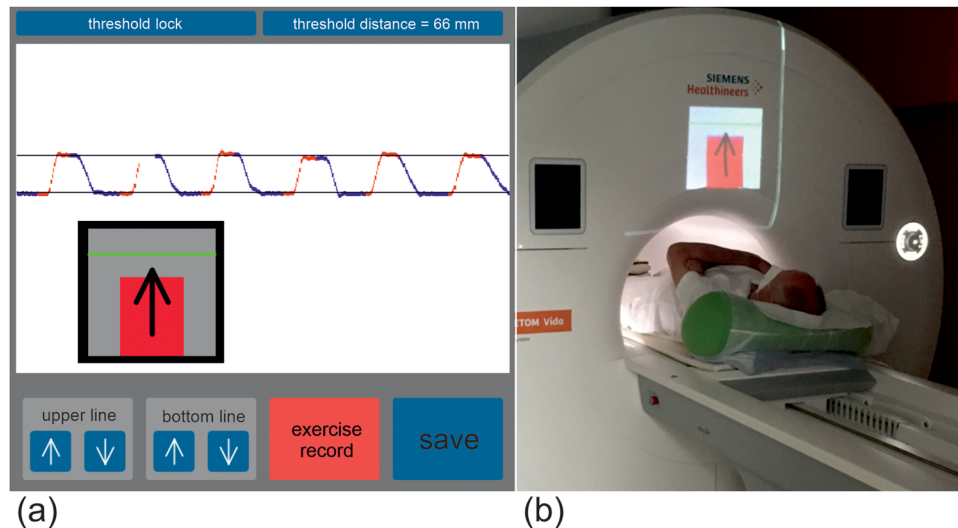 threshold lock
threshold distance = 66 mm
upper line
bottom line
exercise
record
save
SIEMENS
Healthineers
ETOM Vida
(a)
(b)